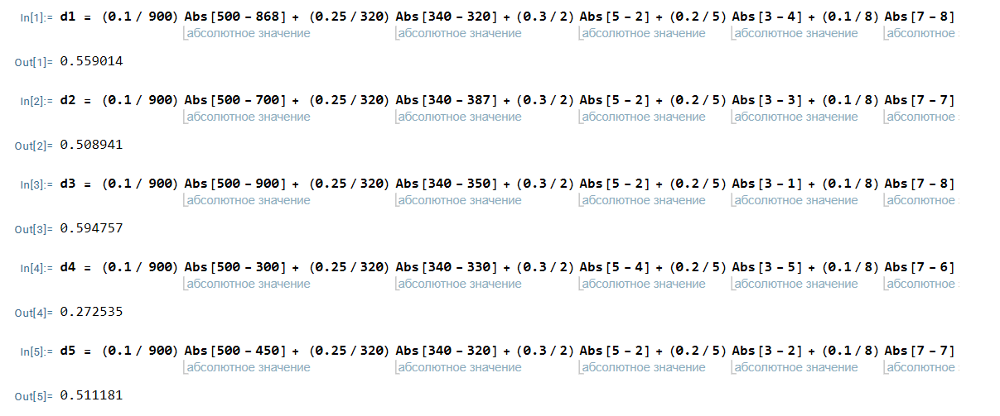 In[1]:= d1 = (0.1 / 900) Abs[500 - 868] + (0.25 / 320) Abs[340 - 320] + (0.3 / 2) Abs[5 - 2] + (0.2 / 5) Abs[3 - 4] + (0.1 / 8) Abs[7 - 8]
абсолютное значение абсолютное значение абсолютное значение абсолютное значение абсолютное
Out[1]= 0.559014
In[2]:= d2 = (0.1 / 900) Abs[500 - 700] + (0.25 / 320) Abs[340 - 387] + (0.3 / 2) Abs[5 - 2] + (0.2 / 5) Abs[3 - 3] + (0.1 / 8) Abs[7 - 7]
абсолютное значение абсолютное значение абсолютное значение абсолютное значение абсолютное
Out[2]= 0.508941
In[3]:= d3 = (0.1 / 900) Abs[500 - 900] + (0.25 / 320) Abs[340 - 350] + (0.3 / 2) Abs[5 - 2] + (0.2 / 5) Abs[3 - 1] + (0.1 / 8) Abs[7 - 8]
абсолютное значение абсолютное значение абсолютное значение абсолютное значение абсолютное
Out[3]= 0.594757
In[4]:= d4 = (0.1 / 900) Abs[500 - 300] + (0.25 / 320) Abs[340 - 330] + (0.3 / 2) Abs[5 - 4] + (0.2 / 5) Abs[3 - 5] + (0.1 / 8) Abs[7 - 6]
абсолютное значение абсолютное значение абсолютное значение абсолютное значение абсолютное
Out[4]= 0.272535
In[5]:= d5 = (0.1 / 900) Abs[500 - 450] + (0.25 / 320) Abs[340 - 320] + (0.3 / 2) Abs[5 - 2] + (0.2 / 5) Abs[3 - 2] + (0.1 / 8) Abs[7 - 7]
абсолютное значение абсолютное значение абсолютное значение абсолютное значение абсолютное
Out[5]= 0.511181